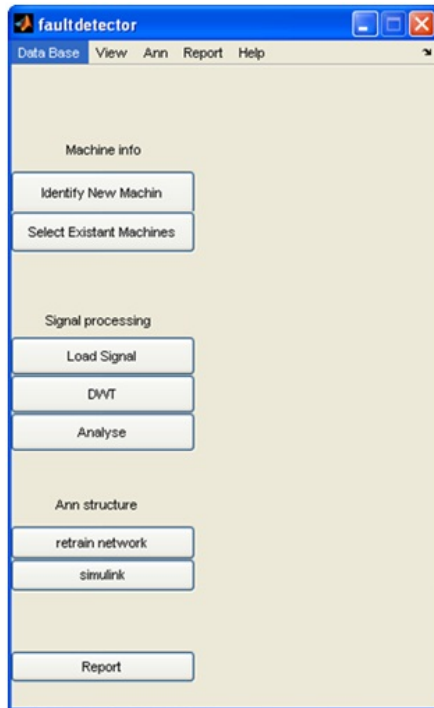 faultdetector
Data Base View Ann Report Help
Machine info
Identify New Machin
Select Existant Machines
Signal processing
Load Signal
DWT
Analyse
Ann structure
retrain network
simulink
Report